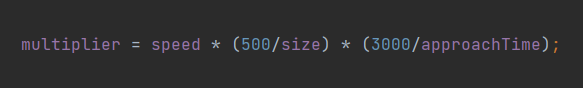 multiplier = speed * (500/size) * (3000/approachTime);